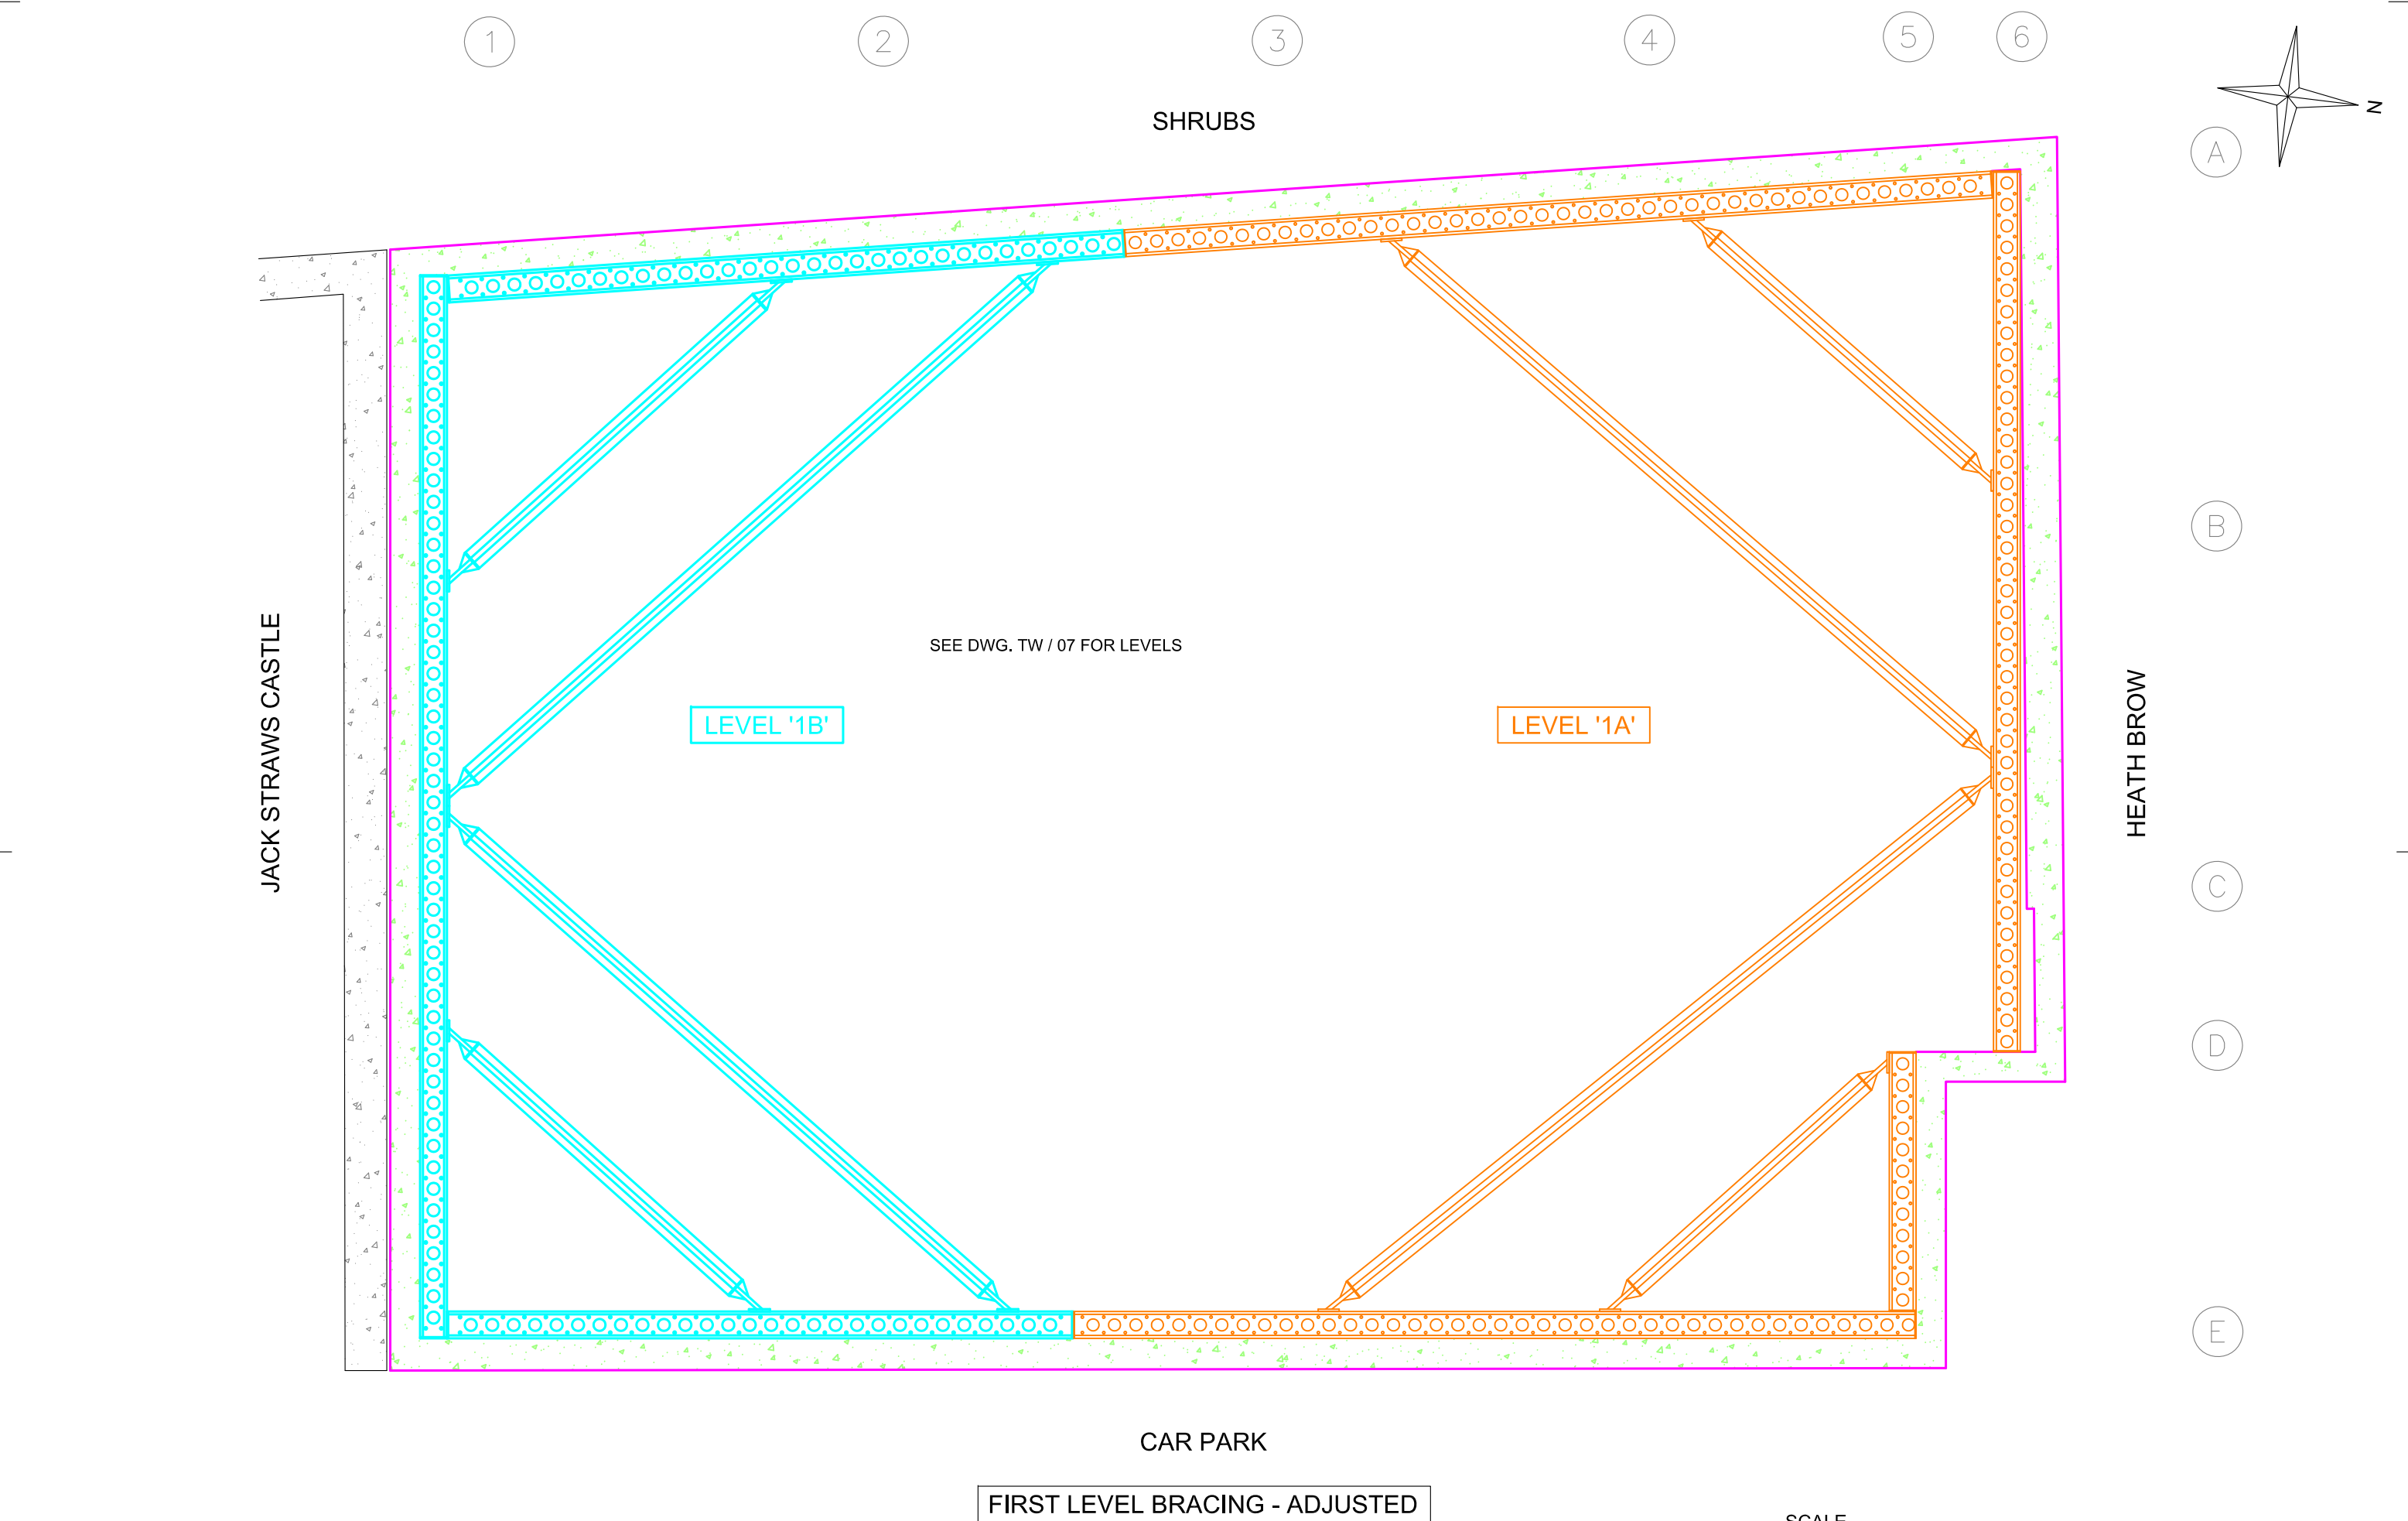 1 2 3 4 5 6
N
SHRUBS
A
B
JACK STRAWS CASTLE
SEE DWG. TW / 07 FOR LEVELS
LEVEL '1B'
LEVEL '1A'
HEATH BROW
C
D
E
CAR PARK
FIRST LEVEL BRACING - ADJUSTED
SCALE